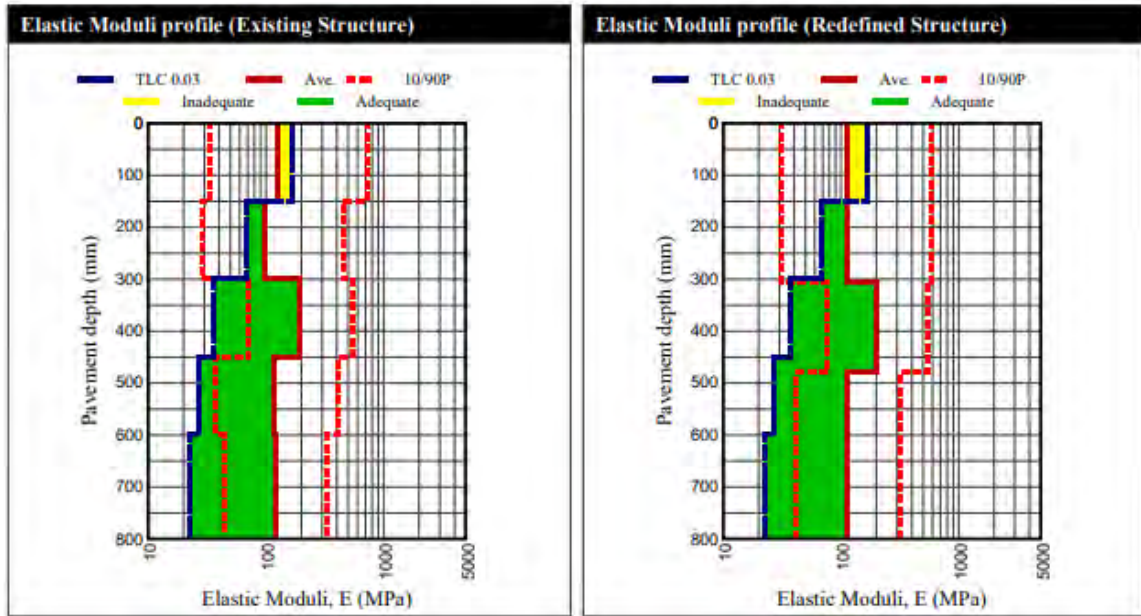 Elastic Moduli profile (Existing Structure)
TLC 0.03 Ave. 10/90P
Inadequate Adequate
0
100
200
300
400
500
600
700
800
Pavement depth (mm)
10 100 1000 5000
Elastic Moduli, E (MPa)
Elastic Moduli profile (Redefined Structure)
TLC 0.03 Ave. 10/90P
Inadequate Adequate
0
100
200
300
400
500
600
700
800
Pavement depth (mm)
10 100 1000 5000
Elastic Moduli, E (MPa)